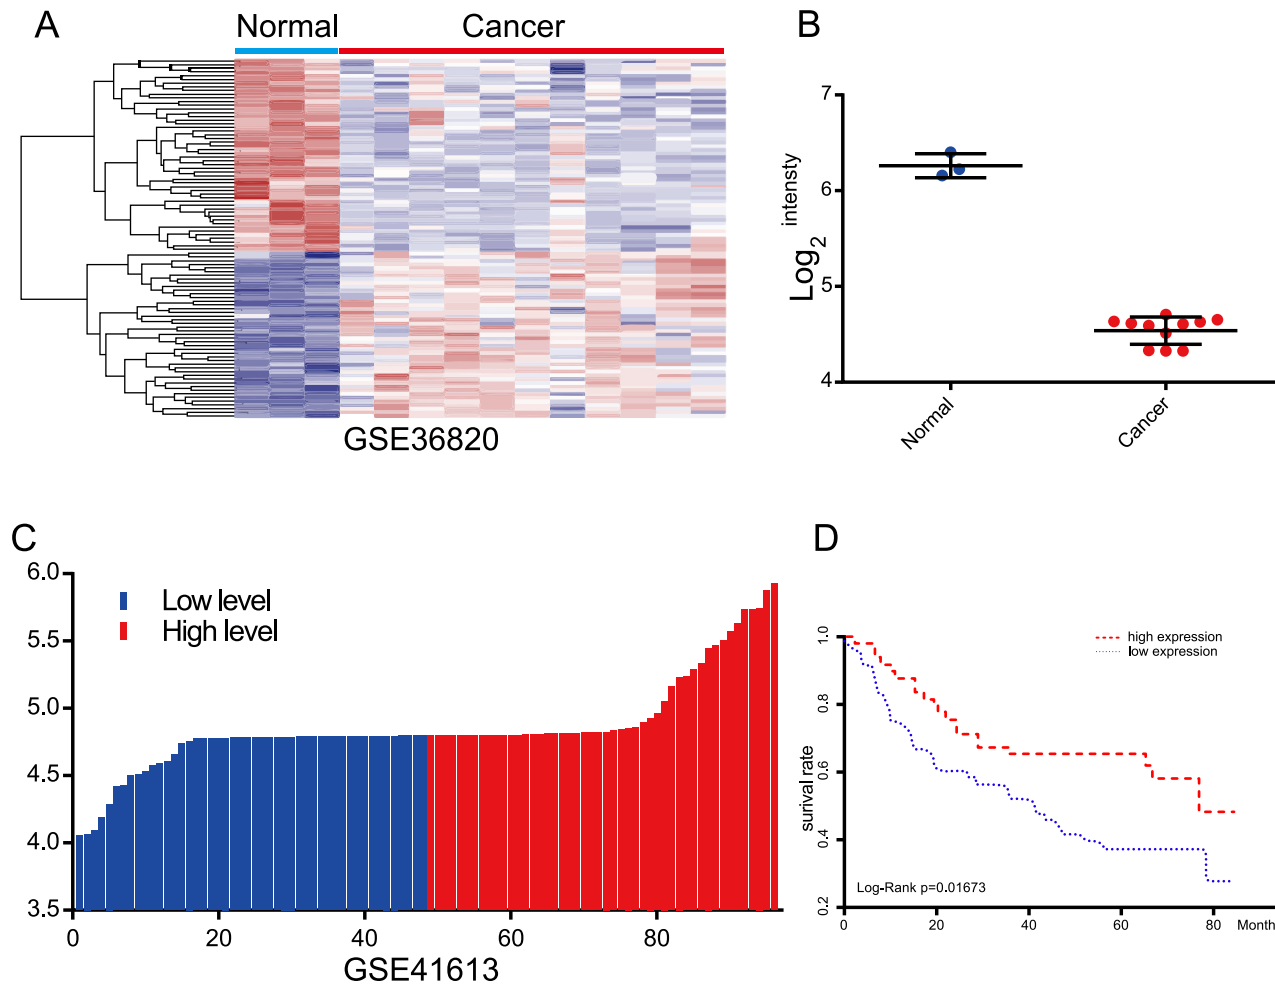 A
Normal
Cancer
GSE36820
B
7
6
5
4
Log2 intensty
Normal
Cancer
C
6.0
5.5
5.0
4.5
4.0
3.5
Low level
High level
0
20
40
60
80
GSE41613
D
1.0
0.8
0.6
0.4
0.2
surival rate
high expression
low expression
Log-Rank p=0.01673
0
20
40
60
80
Month